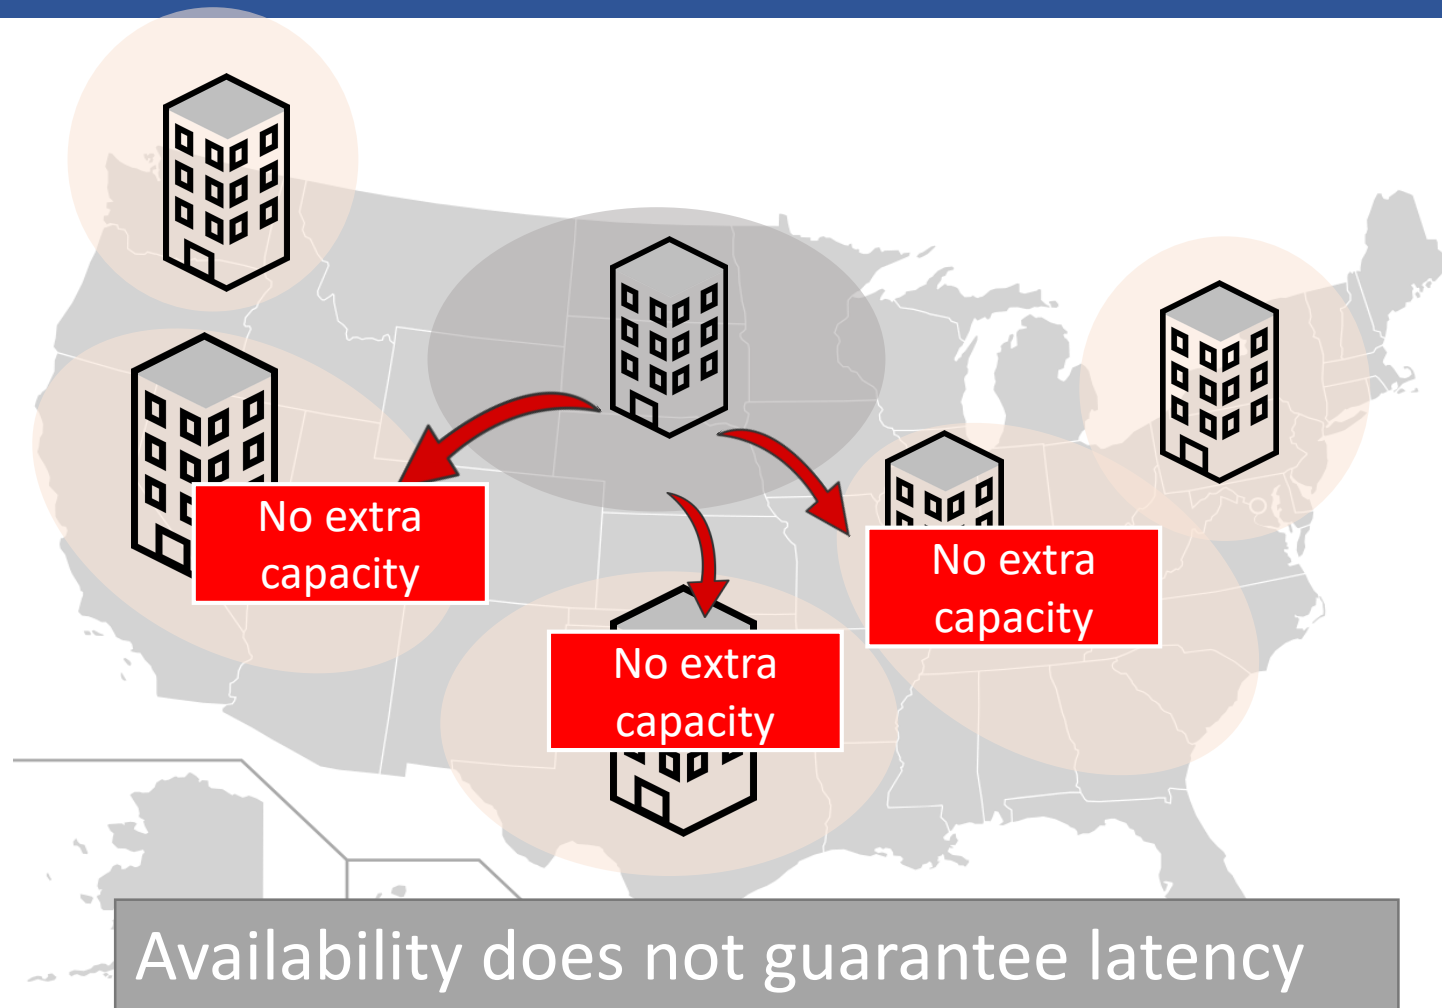 No extra
capacity
No extra
capacity
No extra
capacity
Availability does not guarantee latency